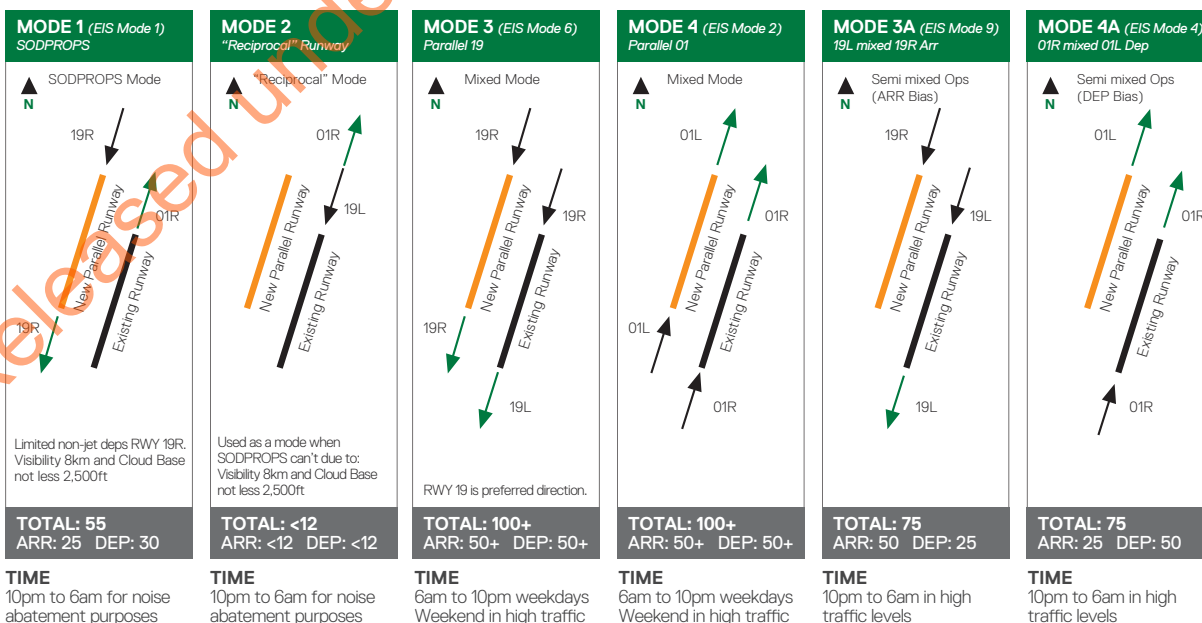 MODE 1 (EIS Mode 1)
SODPROPS
SODPROPS Mode
N
19R
01R
New Parallel Runway
Existing Runway
19R
Limited non-jet deps RWY 19R.
Visibility 8km and Cloud Base
not less 2,500ft
TOTAL: 55
ARR: 25 DEP: 30
TIME
10pm to 6am for noise
abatement purposes
MODE 2
“Reciprocal” Runway
“Reciprocal” Mode
N
01R
19L
New Parallel Runway
Existing Runway
Used as a mode when
SODPROPS can’t due to:
Visibility 8km and Cloud Base
not less 2,500ft
TOTAL: <12
ARR: <12 DEP: <12
TIME
10pm to 6am for noise
abatement purposes
MODE 3 (EIS Mode 6)
Parallel 19
Mixed Mode
N
19R
19R
New Parallel Runway
Existing Runway
19R
19L
RWY 19 is preferred direction.
TOTAL: 100+
ARR: 50+ DEP: 50+
TIME
6am to 10pm weekdays
Weekend in high traffic
MODE 4 (EIS Mode 2)
Parallel 01
Mixed Mode
N
01L
01R
New Parallel Runway
Existing Runway
01L
01R
TOTAL: 100+
ARR: 50+ DEP: 50+
TIME
6am to 10pm weekdays
Weekend in high traffic
MODE 3A (EIS Mode 9)
19L mixed 19R Arr
Semi mixed Ops
(ARR Bias)
N
19R
19L
New Parallel Runway
Existing Runway
19L
TOTAL: 75
ARR: 50 DEP: 25
TIME
10pm to 6am in high
traffic levels
MODE 4A (EIS Mode 4)
01R mixed 01L Dep
Semi mixed Ops
(DEP Bias)
N
01L
01R
New Parallel Runway
Existing Runway
01R
TOTAL: 75
ARR: 25 DEP: 50
TIME
10pm to 6am in high
traffic levels
Released under